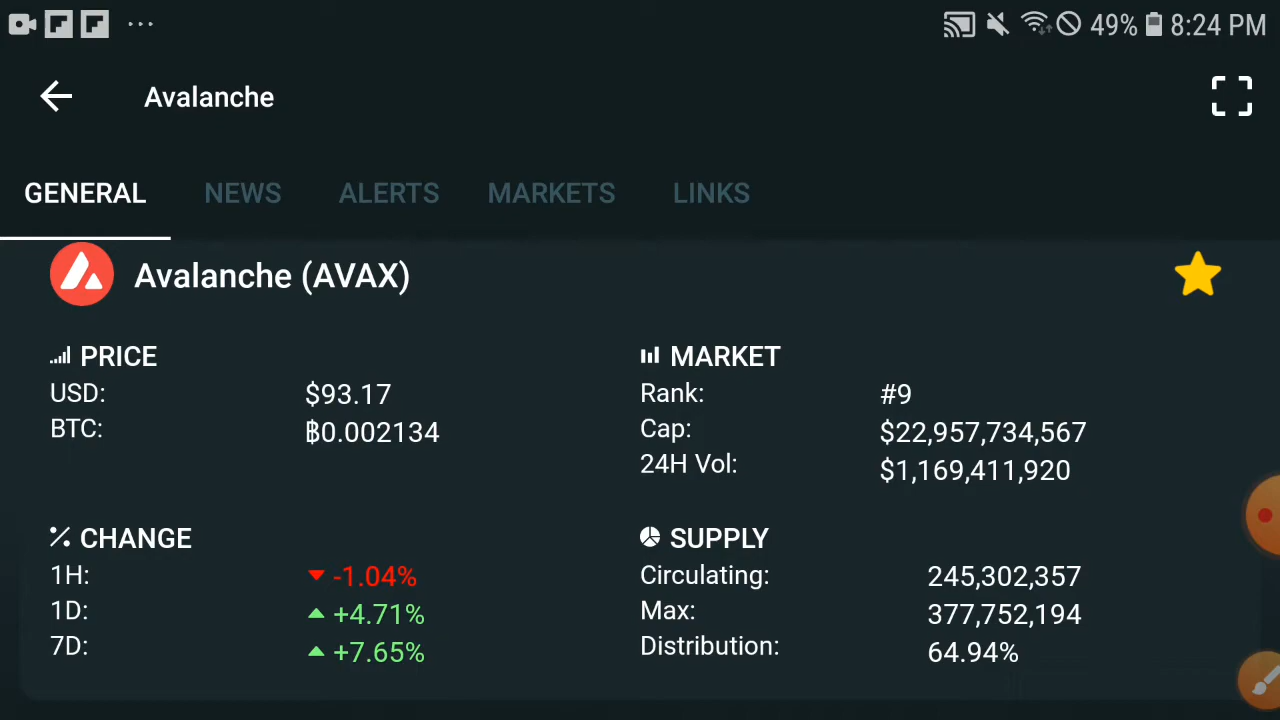 49% 8:24 PM
Avalanche
GENERAL NEWS ALERTS MARKETS LINKS
Avalanche (AVAX)
PRICE
USD: $93.17
BTC: ฿0.002134
MARKET
Rank: #9
Cap: $22,957,734,567
24H Vol: $1,169,411,920
CHANGE
1H: -1.04%
1D: +4.71%
7D: +7.65%
SUPPLY
Circulating: 245,302,357
Max: 377,752,194
Distribution: 64.94%